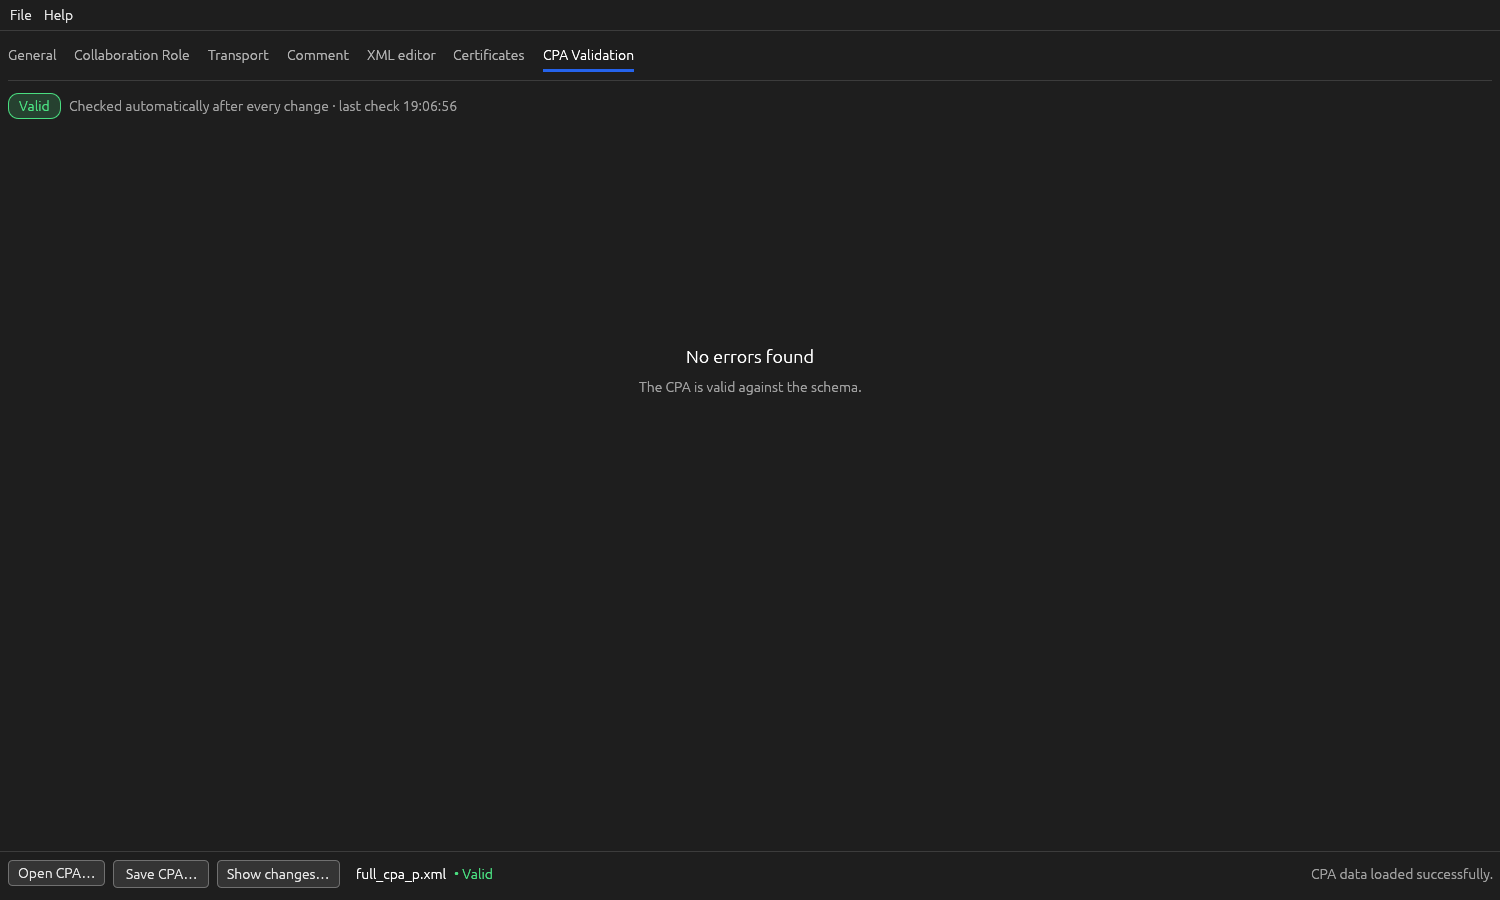 File Help
General Collaboration Role Transport Comment XML editor Certificates CPA Validation
Valid Checked automatically after every change · last check 19:06:56
No errors found
The CPA is valid against the schema.
Open CPA... Save CPA... Show changes... full_cpa_p.xml • Valid CPA data loaded successfully.